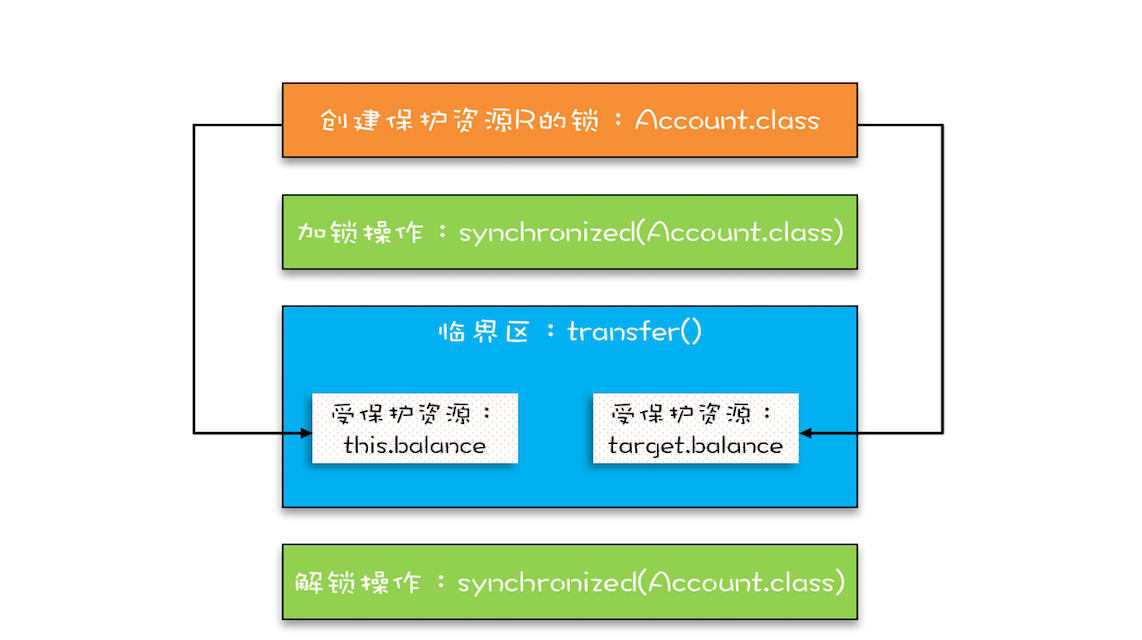 创建保护资源R的锁：Account.class
加锁操作：synchronized(Account.class)
临界区：transfer()
受保护资源：
this.balance
受保护资源：
target.balance
解锁操作：synchronized(Account.class)